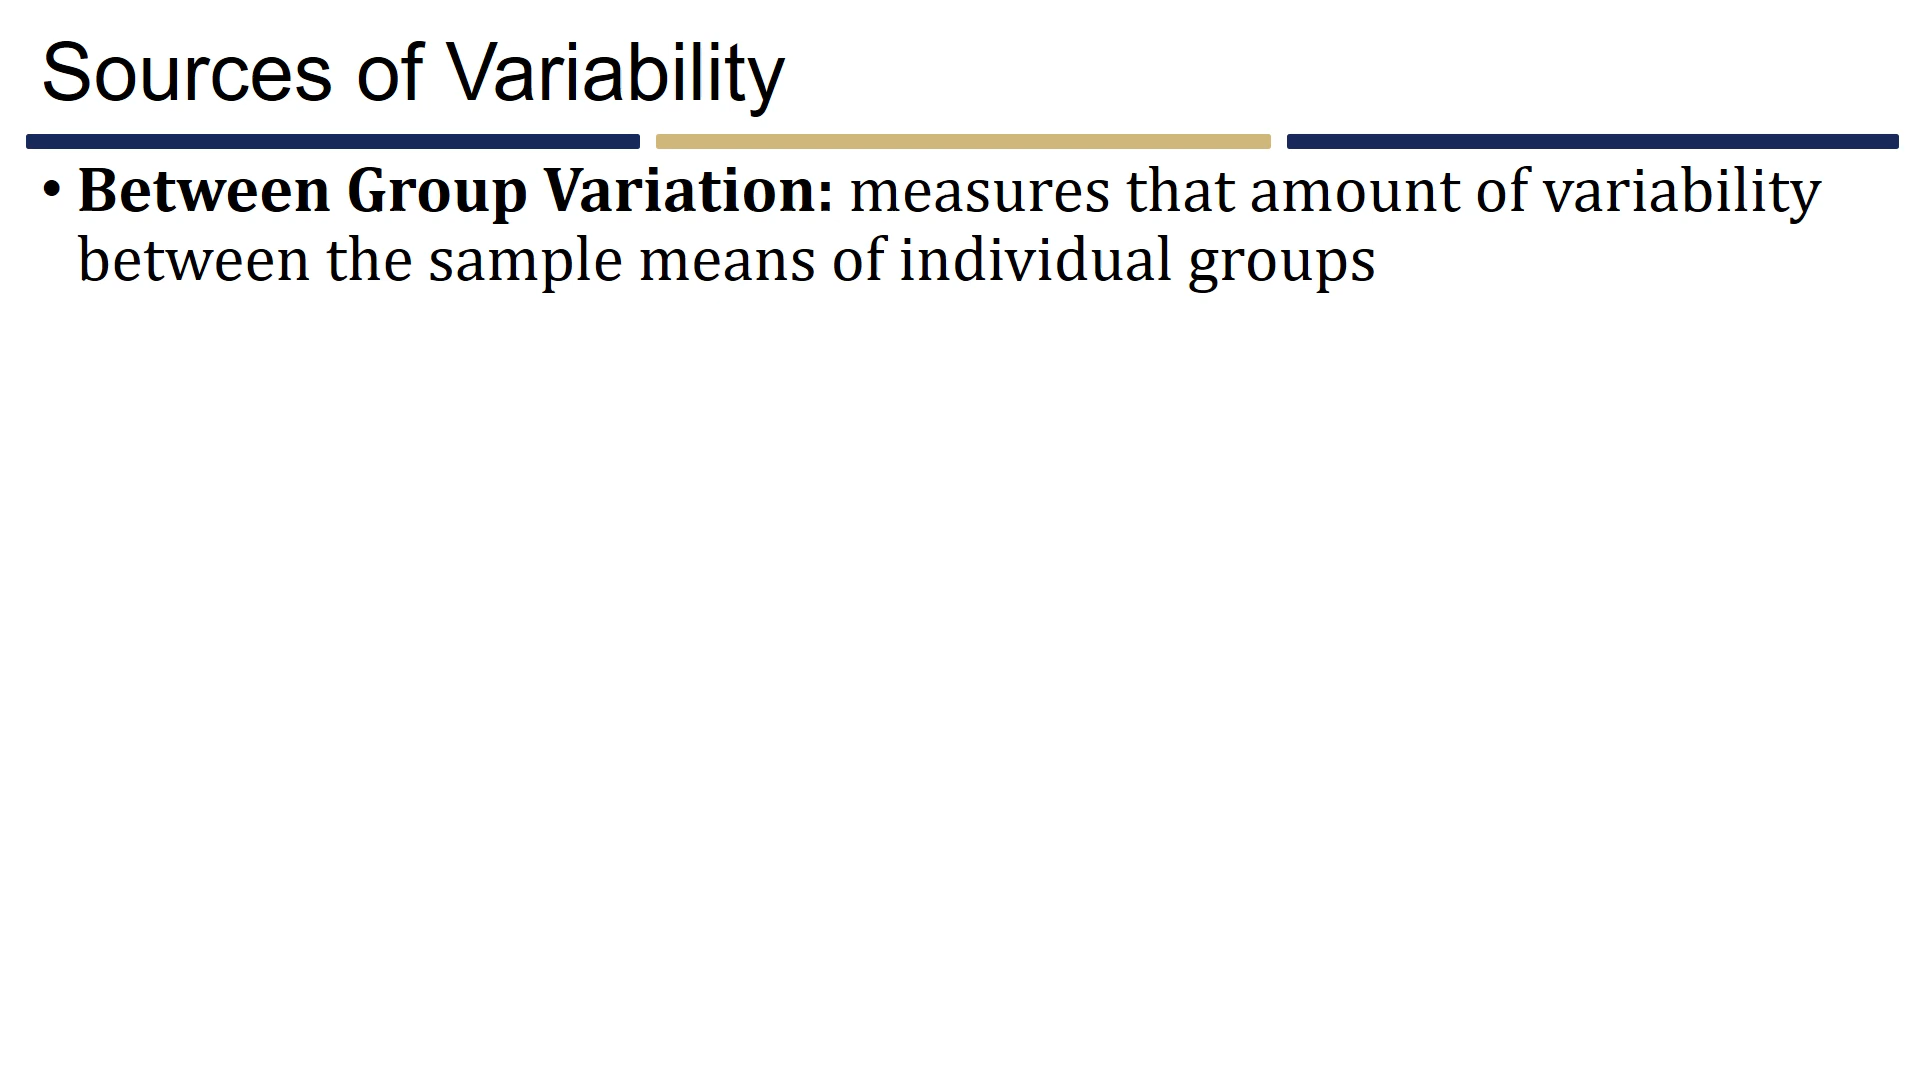 Sources of Variability
• Between Group Variation: measures that amount of variability
between the sample means of individual groups